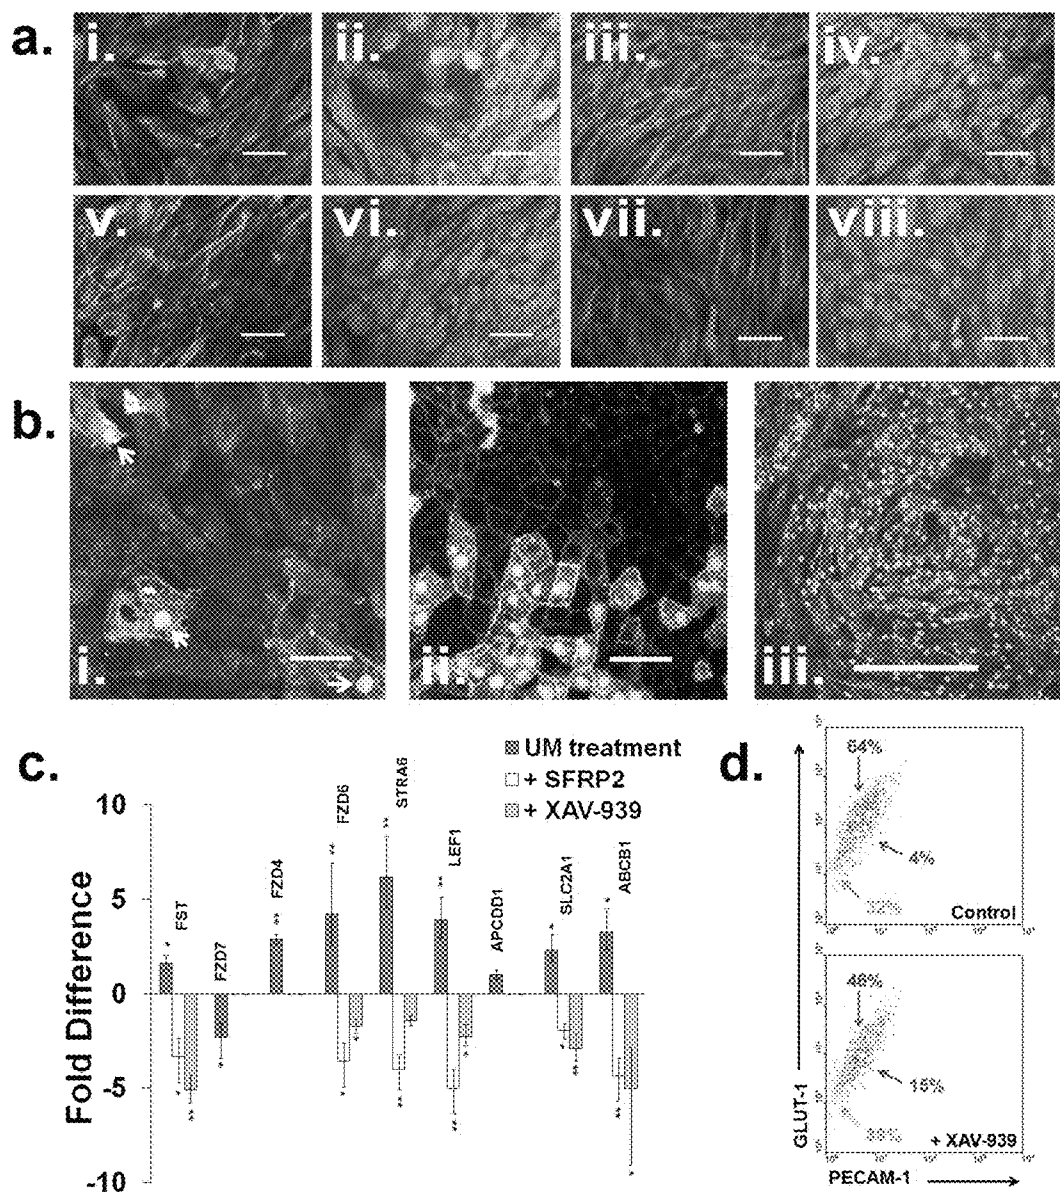 a.
i.
ii.
iii.
iv.
v.
vi.
vii.
viii.
b.
i.
ii.
iii.
c.
UM treatment
+ SFRP2
+ XAV-939
Fold Difference
10
5
0
-5
-10
FST
FZD7
FZD4
FZD6
STRA6
LEF1
APCDD1
SLC2A1
ABCB1
d.
64%
4%
32%
Control
46%
15%
39%
+ XAV-939
GLUT-1
PECAM-1